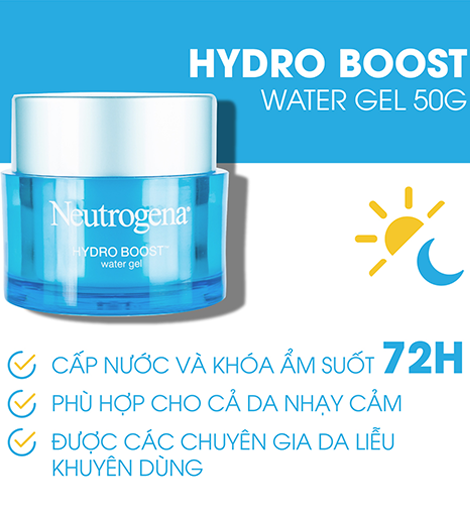 HYDRO BOOST
WATER GEL 50G
Neutrogena®
HYDRO BOOST™
water gel
CẤP NƯỚC VÀ KHÓA ẨM SUỐT 72H
PHÙ HỢP CHO CẢ DA NHẠY CẢM
ĐƯỢC CÁC CHUYÊN GIA DA LIỄU
KHUYÊN DÙNG